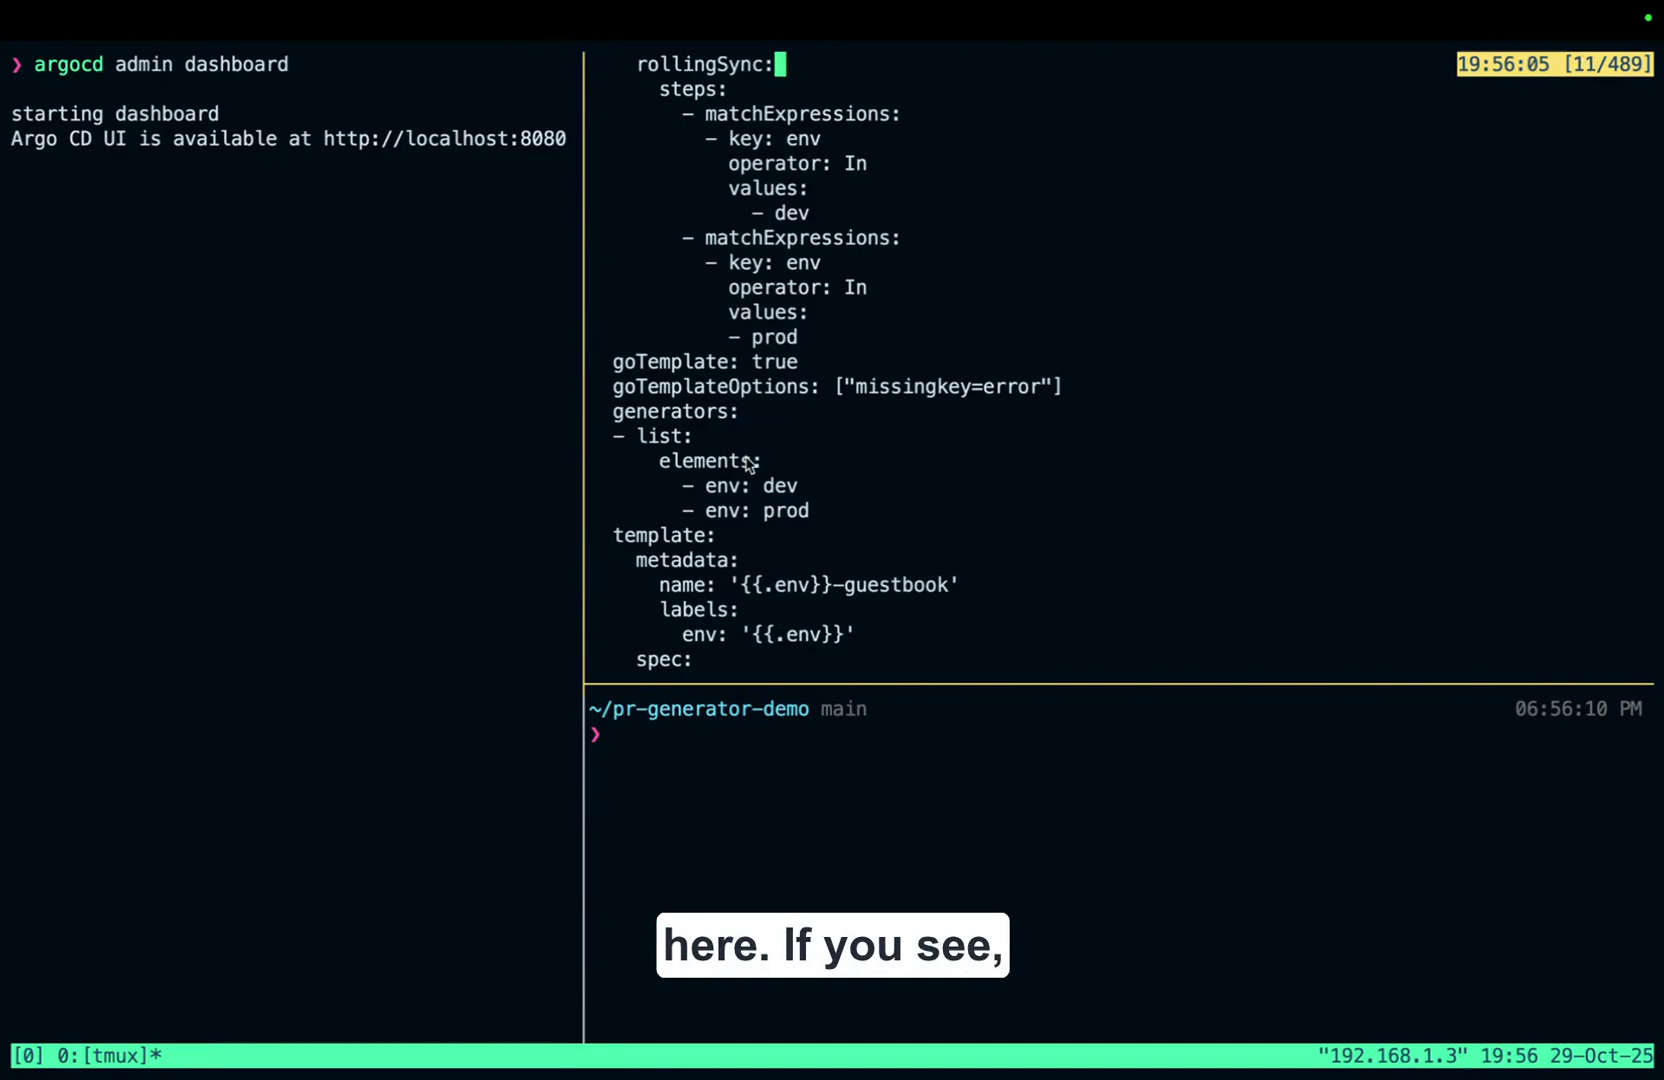 ❯ argocd admin dashboard
starting dashboard
Argo CD UI is available at http://localhost:8080
rollingSync:
19:56:05 [11/489]
steps:
- matchExpressions:
- key: env
operator: In
values:
- dev
- matchExpressions:
- key: env
operator: In
values:
- prod
goTemplate: true
goTemplateOptions: ["missingkey=error"]
generators:
- list:
elements:
- env: dev
- env: prod
template:
metadata:
name: '{{.env}}-guestbook'
labels:
env: '{{.env}}'
spec:
~/pr-generator-demo main
06:56:10 PM
❯
here. If you see,
[0] 0:[tmux]*
"192.168.1.3" 19:56 29-Oct-25